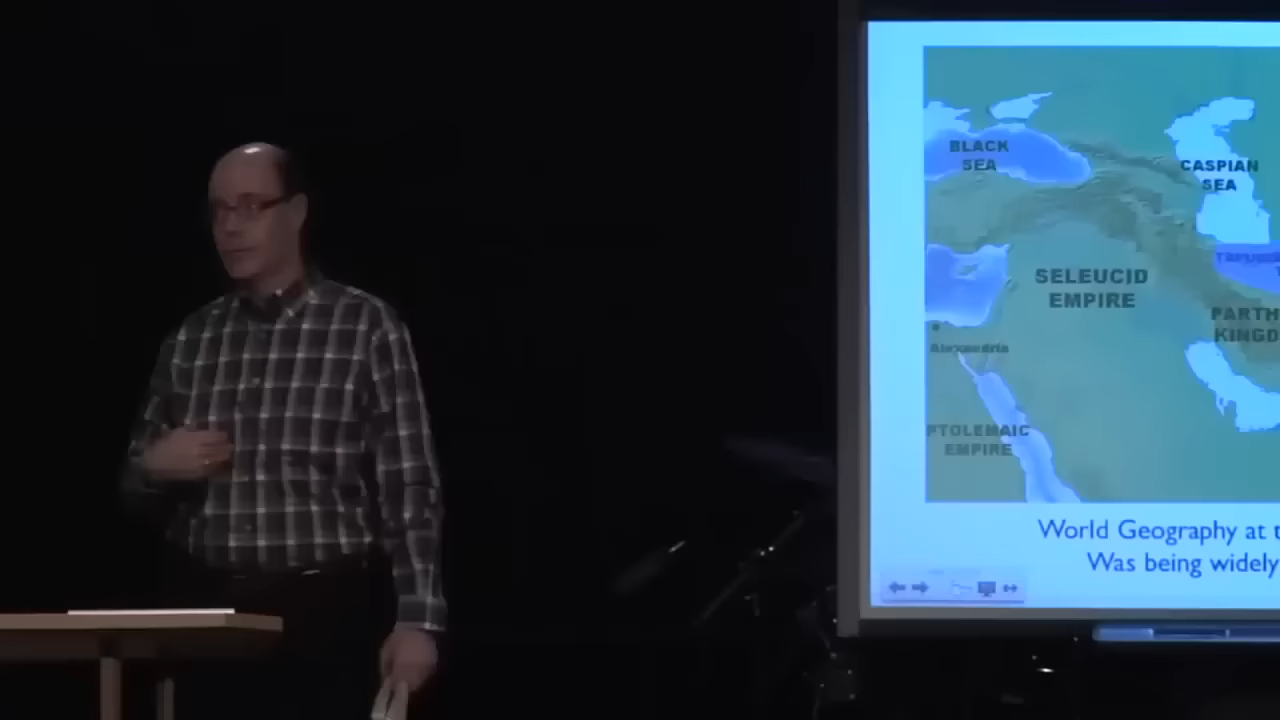 BLACK
SEA
CASPIAN
SEA
SELEUCID
EMPIRE
PARTH
KINGD
Alexandria
PTOLEMAIC
EMPIRE
World Geography at t
Was being widely